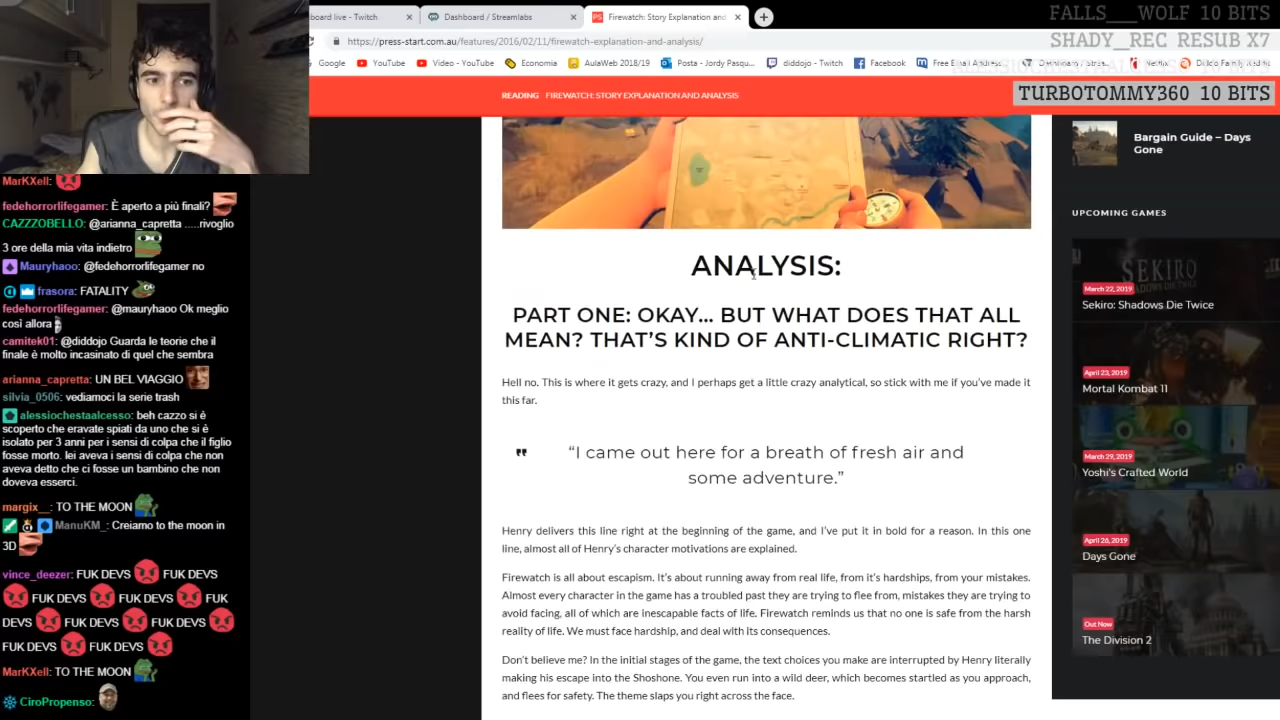 board live - Twitch
Dashboard / Streamlabs
Firewatch: Story Explanation and
FALLS___WOLF 10 BITS
SHADY_REC RESUB X7
TURBOTOMMY360 10 BITS
https://press-start.com.au/features/2016/02/11/firewatch-explanation-and-analysis/
Google
YouTube
Video - YouTube
Economia
AulaWeb 2018/19
Posta - Jordy Pasqu...
diddojo - Twitch
Facebook
READING FIREWATCH: STORY EXPLANATION AND ANALYSIS
Bargain Guide – Days
Gone
UPCOMING GAMES
SEKIRO
March 22, 2019
Sekiro: Shadows Die Twice
April 23, 2019
Mortal Kombat 11
March 29, 2019
Yoshi's Crafted World
April 26, 2019
Days Gone
Out Now
The Division 2
ANALYSIS:
PART ONE: OKAY... BUT WHAT DOES THAT ALL
MEAN? THAT'S KIND OF ANTI-CLIMATIC RIGHT?
Hell no. This is where it gets crazy, and I perhaps get a little crazy analytical, so stick with me if you've made it
this far.
“I came out here for a breath of fresh air and
some adventure.”
Henry delivers this line right at the beginning of the game, and I've put it in bold for a reason. In this one
line, almost all of Henry's character motivations are explained.
Firewatch is all about escapism. It's about running away from real life, from it's hardships, from your mistakes.
Almost every character in the game has a troubled past they are trying to flee from, mistakes they are trying to
avoid facing, all of which are inescapable facts of life. Firewatch reminds us that no one is safe from the harsh
reality of life. We must face hardship, and deal with its consequences.
Don't believe me? In the initial stages of the game, the text choices you make are interrupted by Henry literally
making his escape into the Shoshone. You even run into a wild deer, which becomes startled as you approach,
and flees for safety. The theme slaps you right across the face.
MarKXell:
fedehorrorlifegamer: È aperto a più finali?
CAZZZOBELLO: @arianna_capretta .....rivoglio
3 ore della mia vita indietro
Mauryhaoo: @fedehorrorlifegamer no
frasora: FATALITY
fedehorrorlifegamer: @mauryhaoo Ok meglio
così allora
camitek01: @diddojo Guarda le teorie che il
finale è molto incasinato di quel che sembra
arianna_capretta: UN BEL VIAGGIO
silvia_0506: vediamoci la serie trash
alessiochestaalcesso: beh cazzo si è
scoperto che eravate spiati da uno che si è
isolato per 3 anni per i sensi di colpa che il figlio
fosse morto. lei aveva i sensi di colpa che non
aveva detto che ci fosse un bambino che non
doveva esserci.
margix__: TO THE MOON
ManuKM_: Creiamo to the moon in
3D
vince_deezer: FUK DEVS FUK DEVS
FUK DEVS FUK DEVS FUK
DEVS FUK DEVS FUK DEVS
FUK DEVS FUK DEVS
MarKXell: TO THE MOON
CiroPropenso: